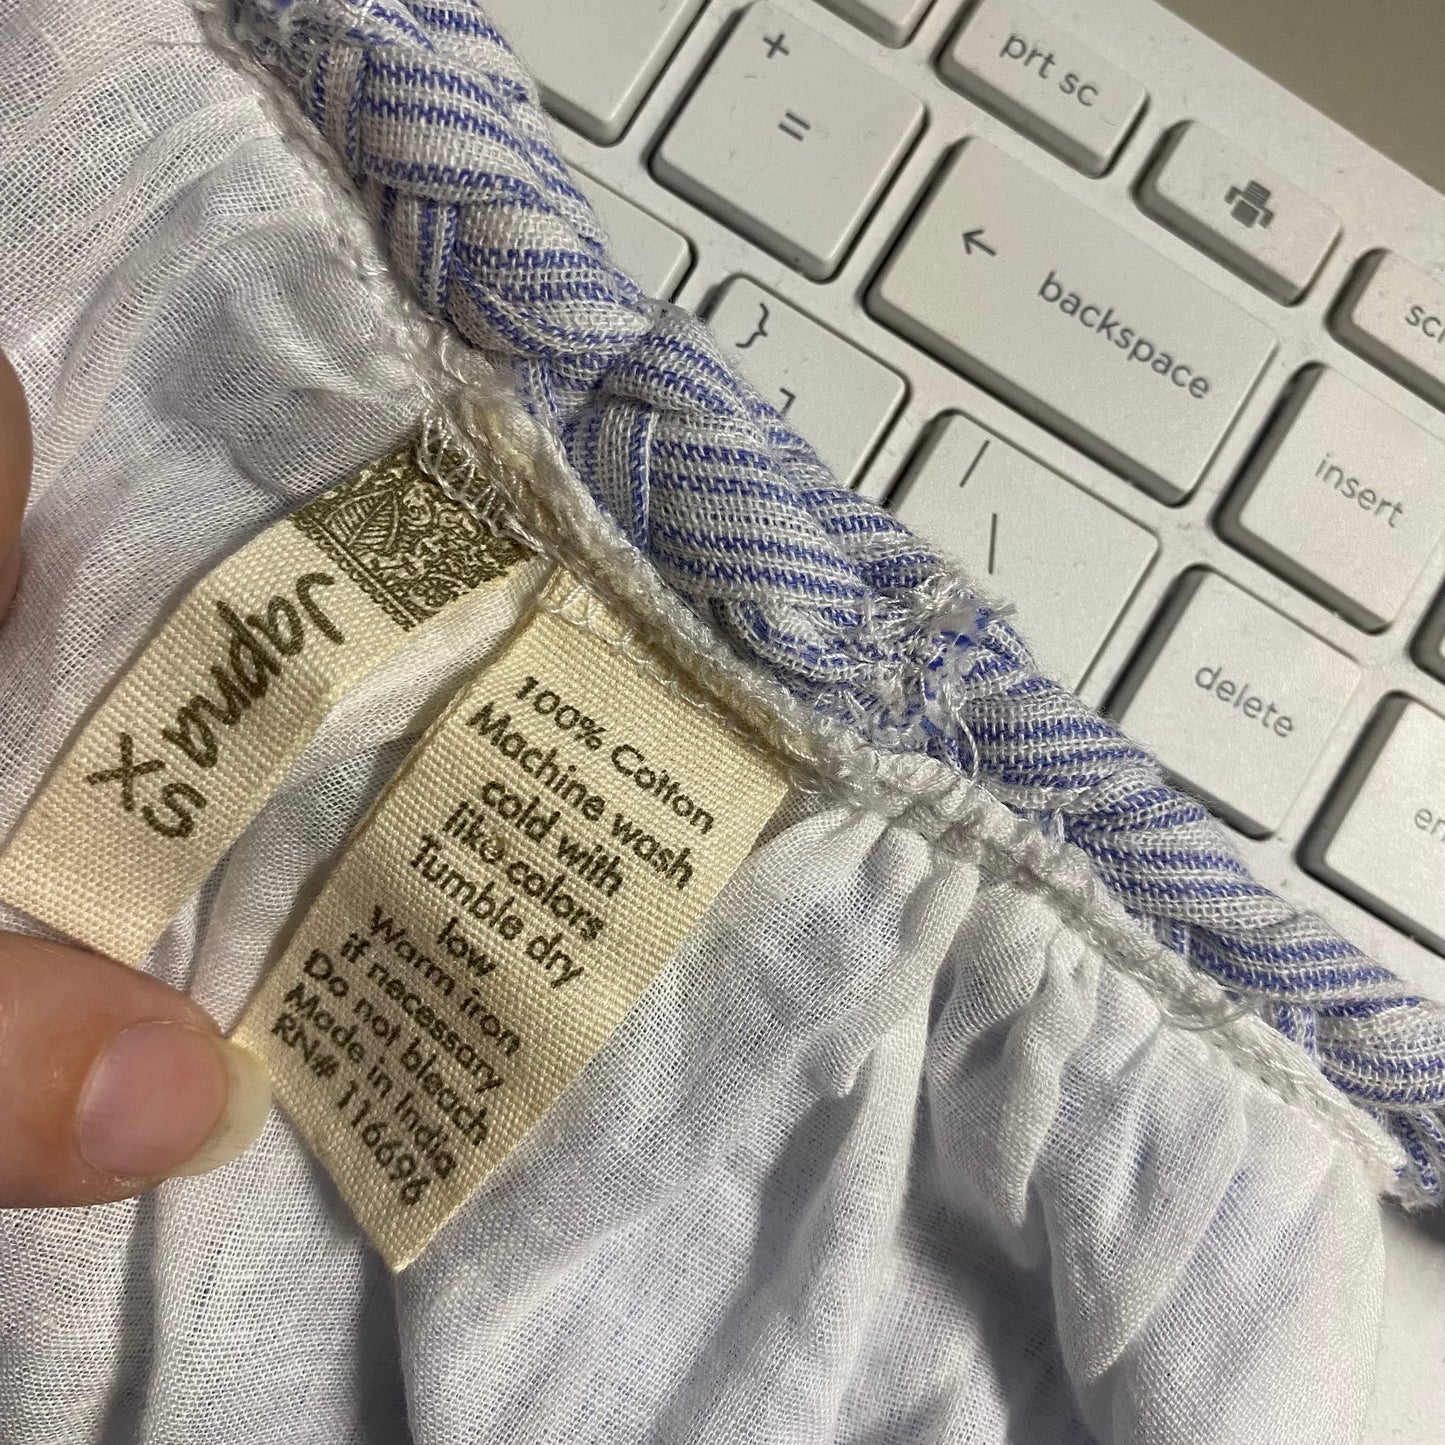 Japna
XS
100% Cotton
Machine wash
cold with
like colors
Tumble dry
low
Warm iron
if necessary
Do not bleach
Made in India
RN# 116696
+
=
prt sc
← backspace
}
]
|
\
insert
delete